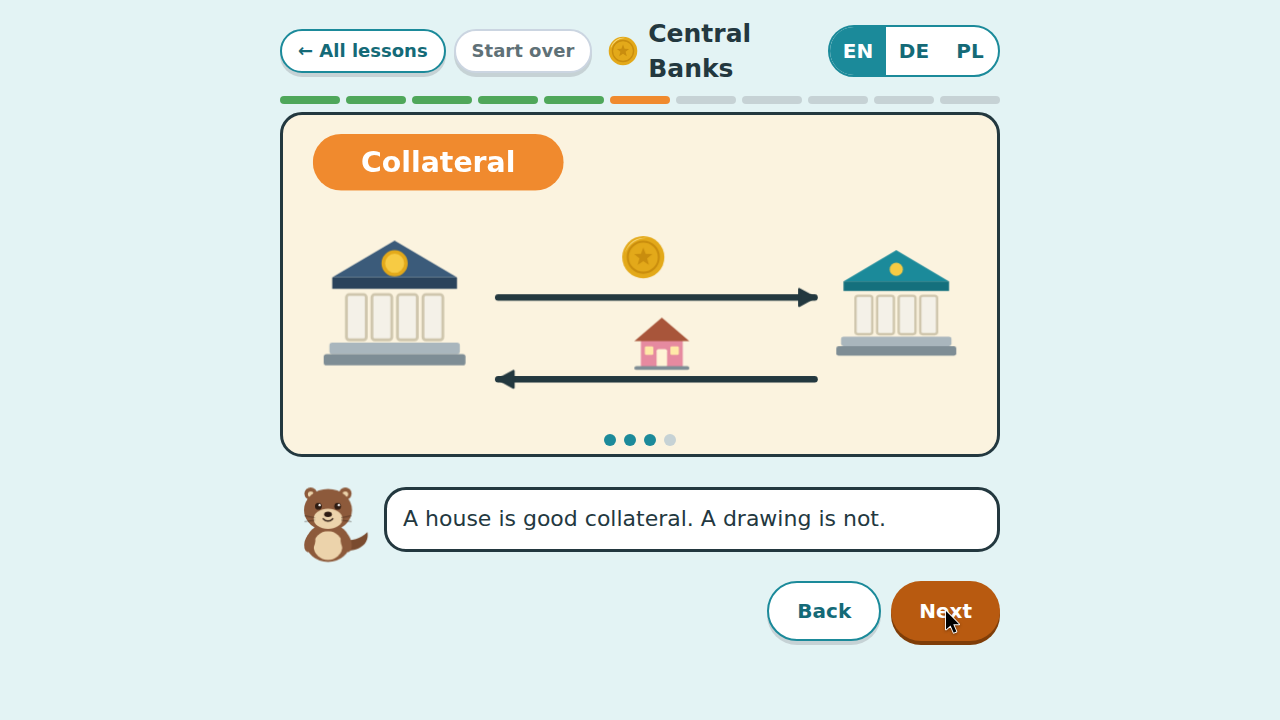 ← All lessons
Start over
Central
Banks
EN
DE
PL
Collateral
A house is good collateral. A drawing is not.
Back
Next